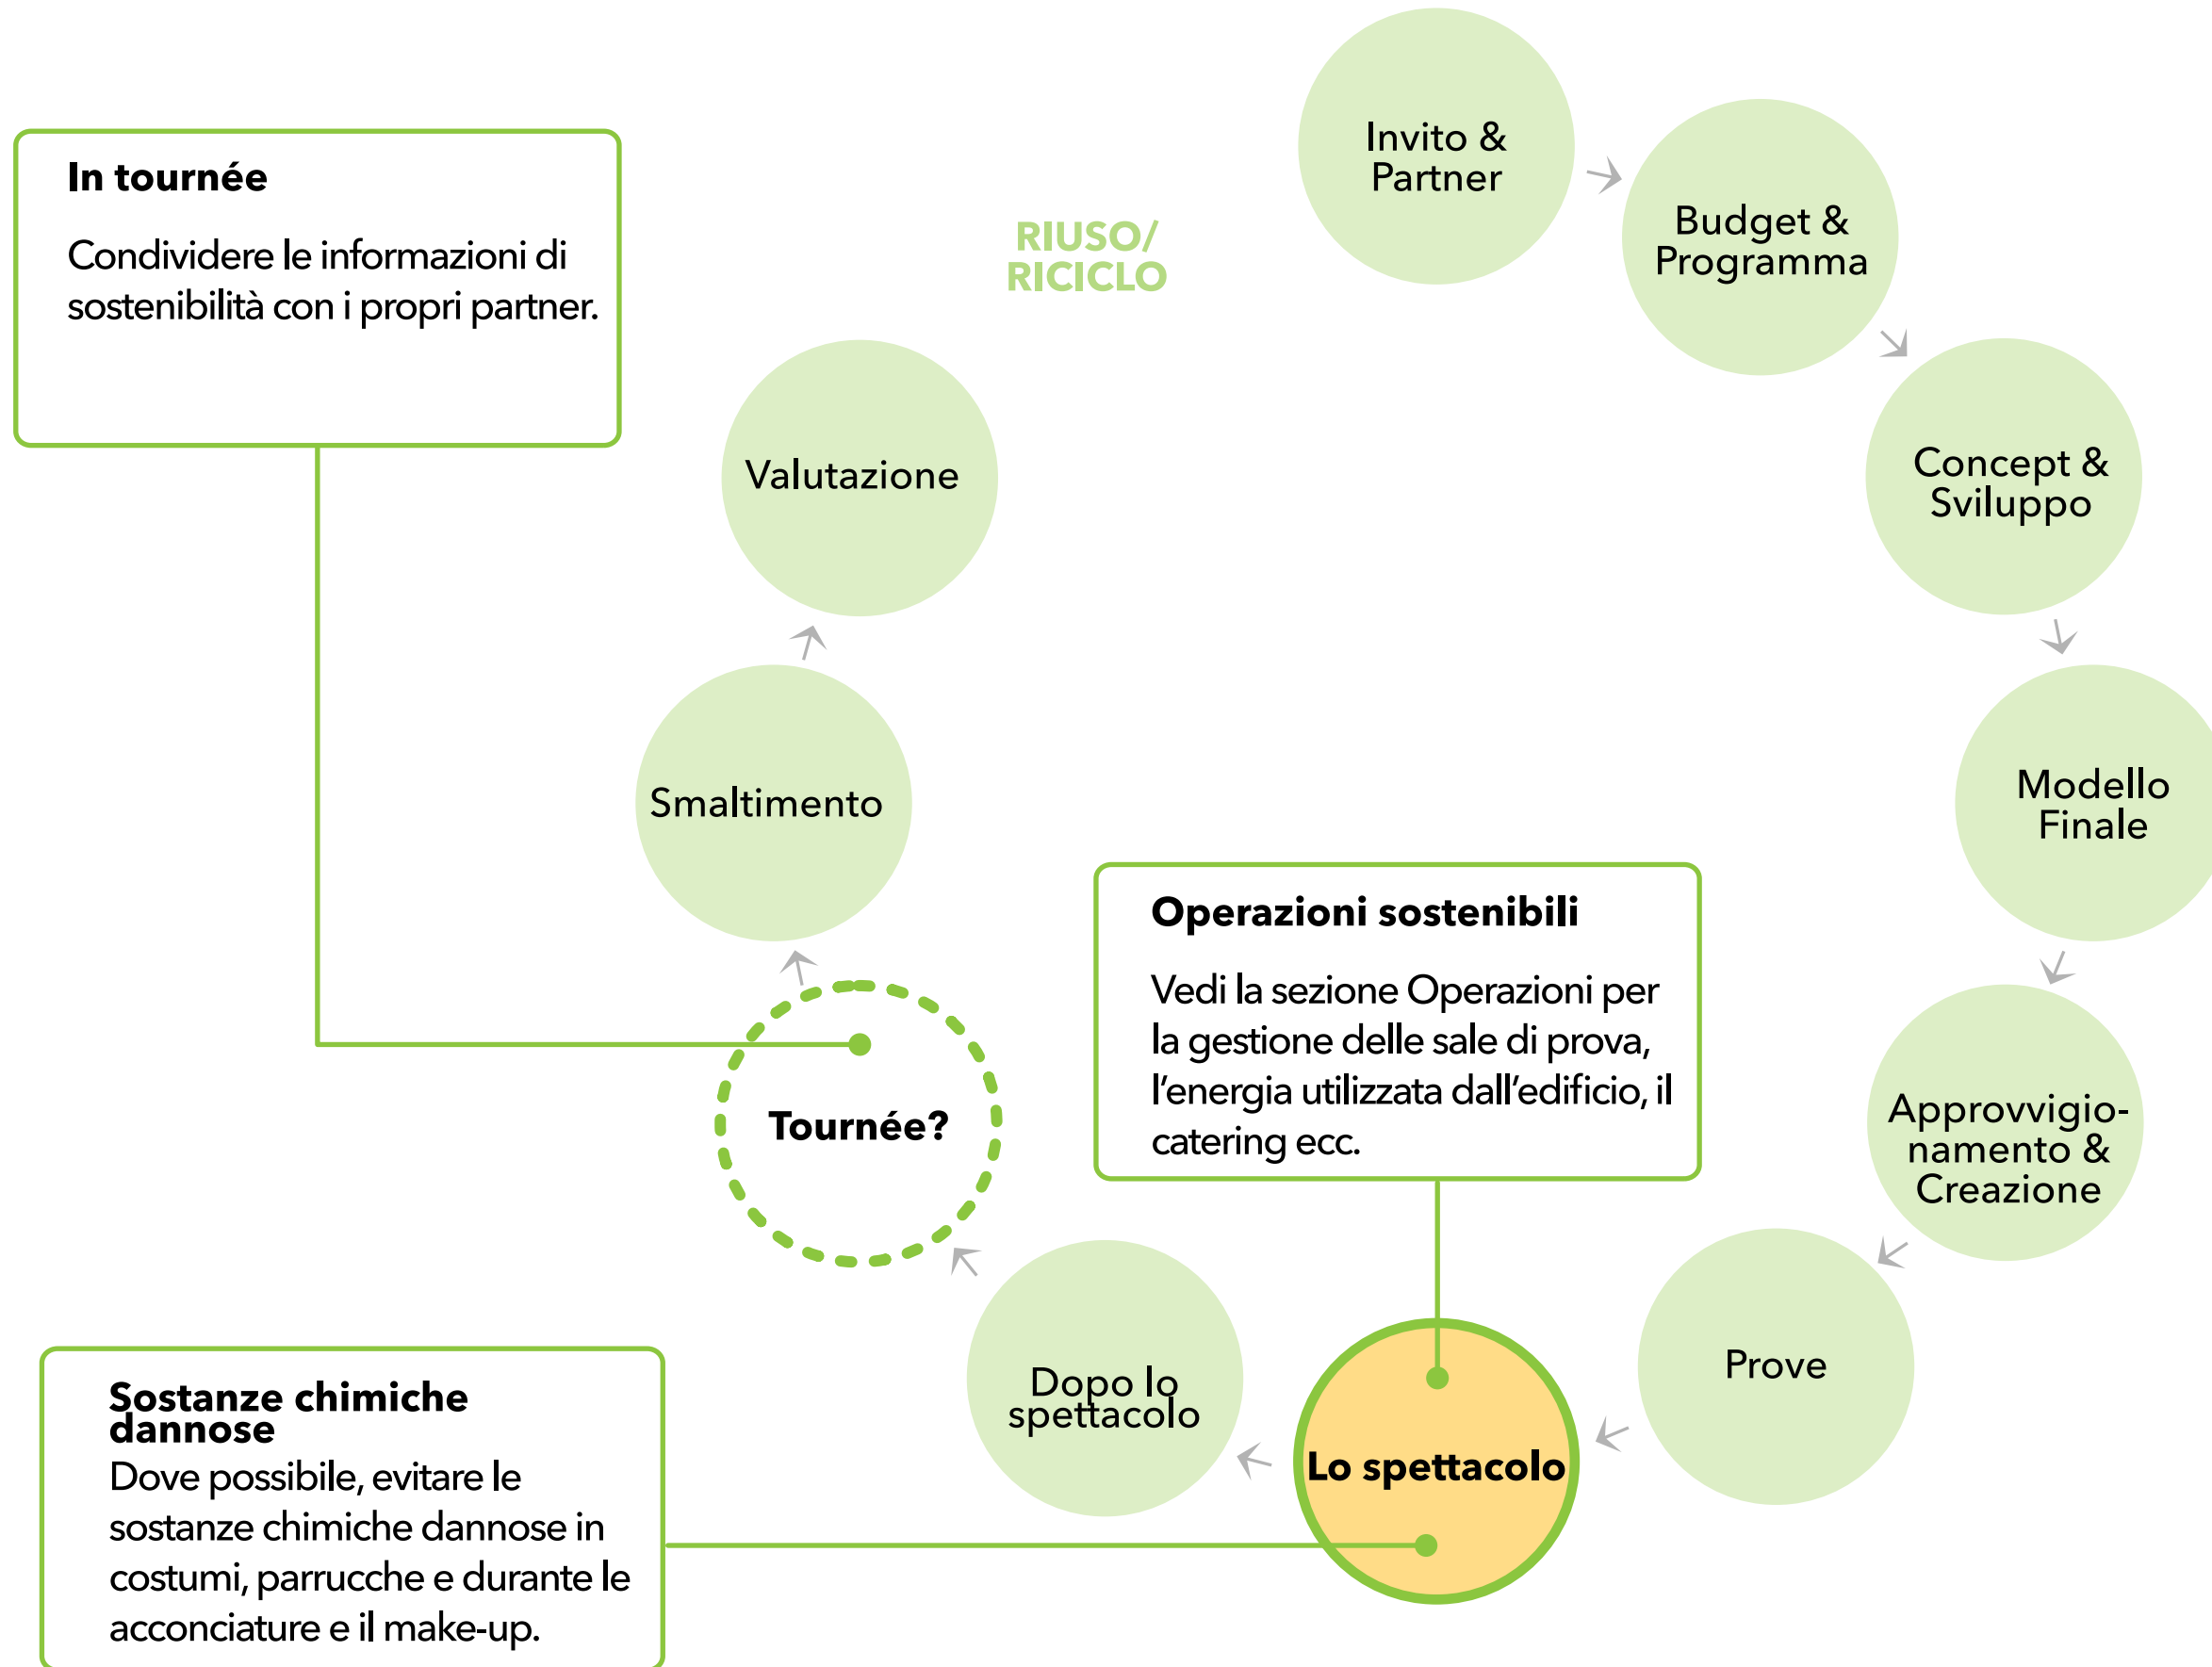 In tournée
Condividere le informazioni di
sostenibilità con i propri partner.
RIUSO/
RICICLO
Invito &
Partner
Budget &
Programma
Concept &
Sviluppo
Modello
Finale
Approvvigio-
namento &
Creazione
Prove
Lo spettacolo
Dopo lo
spettacolo
Tournée?
Smaltimento
Valutazione
Operazioni sostenibili
Vedi la sezione Operazioni per
la gestione delle sale di prova,
l’energia utilizzata dall’edificio, il
catering ecc.
Sostanze chimiche
dannose
Dove possibile, evitare le
sostanze chimiche dannose in
costumi, parrucche e durante le
acconciature e il make-up.